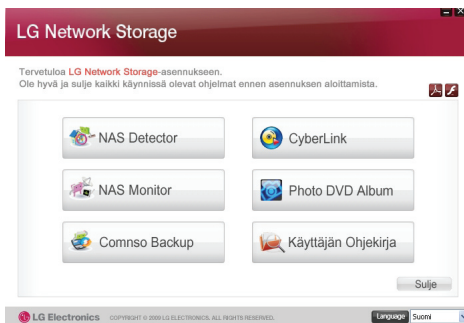 LG Network Storage
Tervetuloa LG Network Storage-asennukseen.
Ole hyvä ja sulje kaikki käynnissä olevat ohjelmat ennen asennuksen aloittamista.
NAS Detector
CyberLink
NAS Monitor
Photo DVD Album
Comnso Backup
Käyttäjän Ohjekirja
Sulje
LG Electronics COPYRIGHT © 2009 LG ELECTRONICS. ALL RIGHTS RESERVED.
Language Suomi